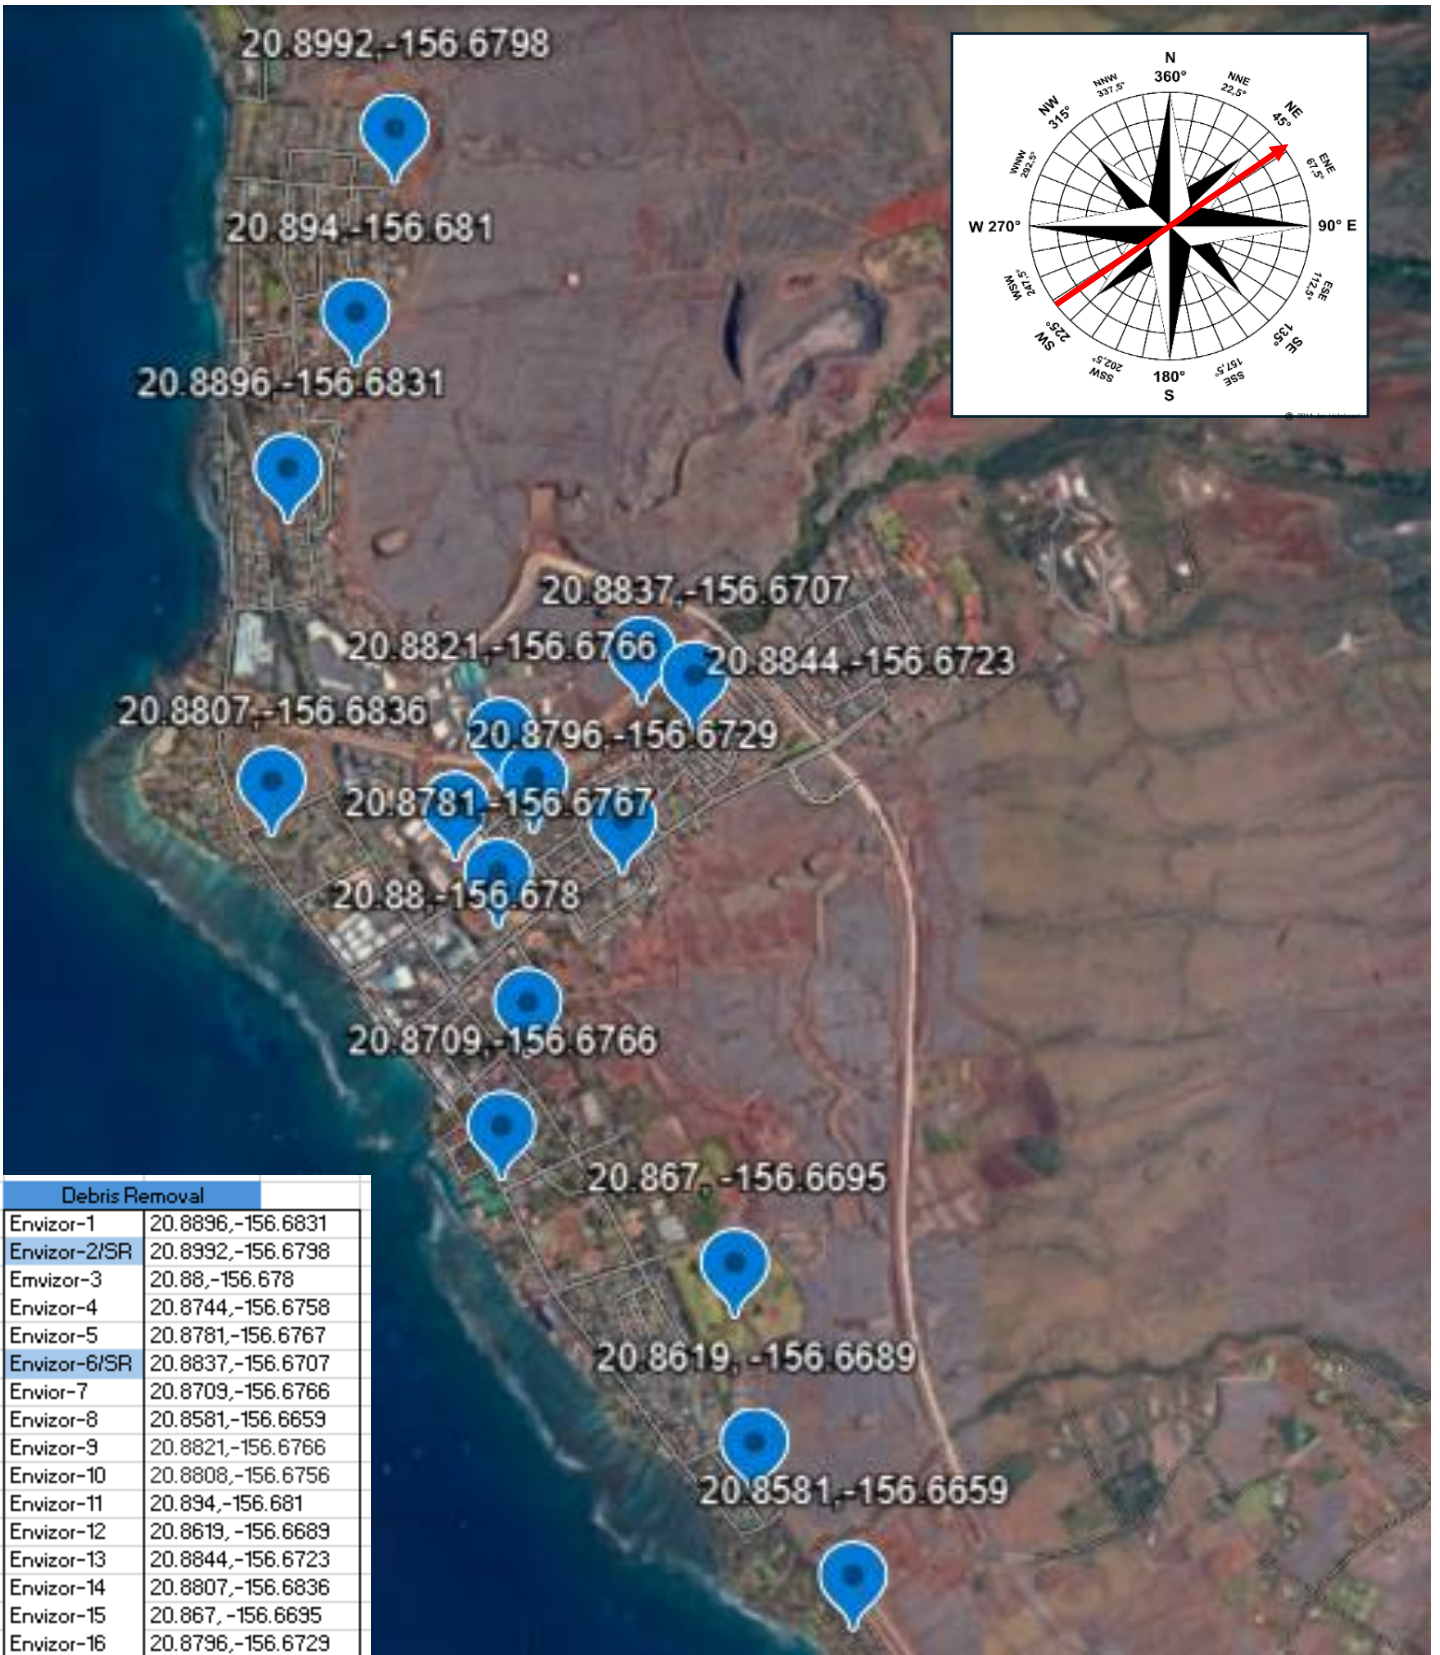 20.8992,-156.6798
20.894,-156.681
20.8896,-156.6831
20.8837,-156.6707
20.8821,-156.6766
20.8844,-156.6723
20.8807,-156.6836
20.8796,-156.6729
20.8781,-156.6767
20.88,-156.678
20.8709,-156.6766
20.867, -156.6695
20.8619, -156.6689
20.8581,-156.6659
N
360°
NNW
337,5°
NNE
22,5°
NW
315°
NE
45°
WNW
292,5°
ENE
67,5°
W 270°
90° E
WSW
247,5°
ESE
112,5°
SW
225°
SE
135°
SSW
202,5°
SSE
157,5°
180°
S
Debris Removal
Envizor-1 20.8896,-156.6831
Envizor-2/SR 20.8992,-156.6798
Emvizor-3 20.88,-156.678
Envizor-4 20.8744,-156.6758
Envizor-5 20.8781,-156.6767
Envizor-6/SR 20.8837,-156.6707
Envior-7 20.8709,-156.6766
Envizor-8 20.8581,-156.6659
Envizor-9 20.8821,-156.6766
Envizor-10 20.8808,-156.6756
Envizor-11 20.894,-156.681
Envizor-12 20.8619, -156.6689
Envizor-13 20.8844,-156.6723
Envizor-14 20.8807,-156.6836
Envizor-15 20.867, -156.6695
Envizor-16 20.8796,-156.6729